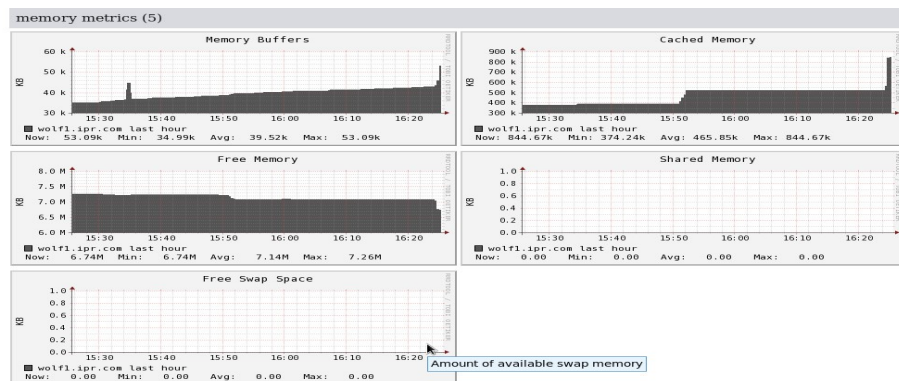 memory metrics (5)
Memory Buffers
KB
60 k
50 k
40 k
30 k
15:30 15:40 15:50 16:00 16:10 16:20
wolf1.ipr.com last hour
Now: 53.09k Min: 34.99k Avg: 39.52k Max: 53.09k
Cached Memory
KB
900 k
800 k
700 k
600 k
500 k
400 k
300 k
15:30 15:40 15:50 16:00 16:10 16:20
wolf1.ipr.com last hour
Now: 844.67k Min: 374.24k Avg: 465.85k Max: 844.67k
Free Memory
KB
8.0 M
7.5 M
7.0 M
6.5 M
6.0 M
15:30 15:40 15:50 16:00 16:10 16:20
wolf1.ipr.com last hour
Now: 6.74M Min: 6.74M Avg: 7.14M Max: 7.26M
Shared Memory
KB
1.0
0.8
0.6
0.4
0.2
0.0
15:30 15:40 15:50 16:00 16:10 16:20
wolf1.ipr.com last hour
Now: 0.00 Min: 0.00 Avg: 0.00 Max: 0.00
Free Swap Space
KB
1.0
0.8
0.6
0.4
0.2
0.0
15:30 15:40 15:50 16:00 16:10 16:20
Amount of available swap memory
wolf1.ipr.com last hour
Now: 0.00 Min: 0.00 Avg: 0.00 Max: 0.00